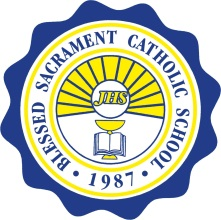 • BLESSED SACRAMENT CATHOLIC SCHOOL •
1987
JHS